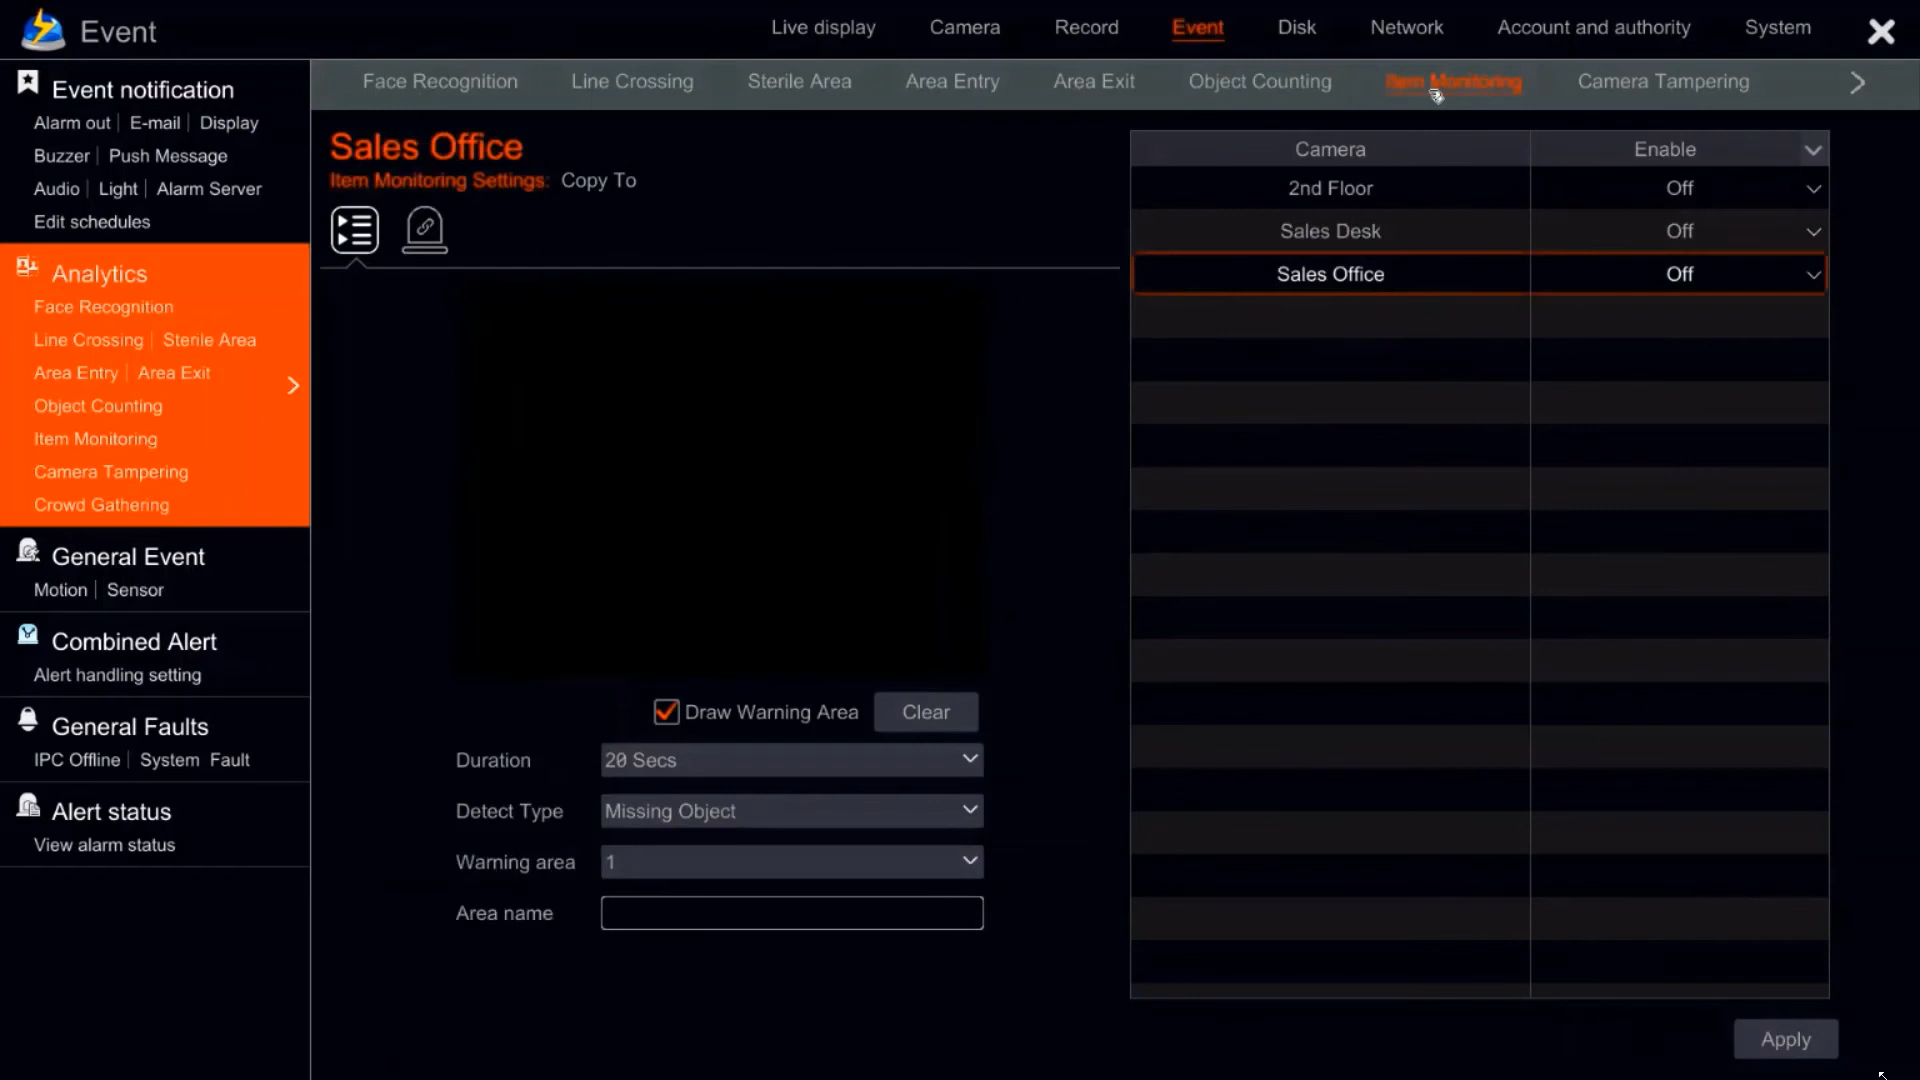 Event
Live display
Camera
Record
Event
Disk
Network
Account and authority
System
Event notification
Alarm out | E-mail | Display
Buzzer | Push Message
Audio | Light | Alarm Server
Edit schedules
Analytics
Face Recognition
Line Crossing | Sterile Area
Area Entry | Area Exit
Object Counting
Item Monitoring
Camera Tampering
Crowd Gathering
General Event
Motion | Sensor
Combined Alert
Alert handling setting
General Faults
IPC Offline | System Fault
Alert status
View alarm status
Face Recognition
Line Crossing
Sterile Area
Area Entry
Area Exit
Object Counting
Item Monitoring
Camera Tampering
Sales Office
Item Monitoring Settings: Copy To
Draw Warning Area
Clear
Duration 20 Secs
Detect Type Missing Object
Warning area 1
Area name
Camera Enable
2nd Floor Off
Sales Desk Off
Sales Office Off
Apply